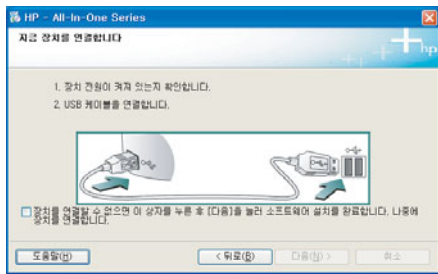 HP - All-In-One Series
지금 장치를 연결합니다
hp
1. 장치 전원이 켜져 있는지 확인합니다.
2. USB 케이블을 연결합니다.
장치를 연결할 수 없으면 이 상자를 누른 후 [다음]을 눌러 소프트웨어 설치를 완료합니다. 나중에
장치를 연결합니다.
도움말(H)
< 뒤로(B)
다음(N) >
취소